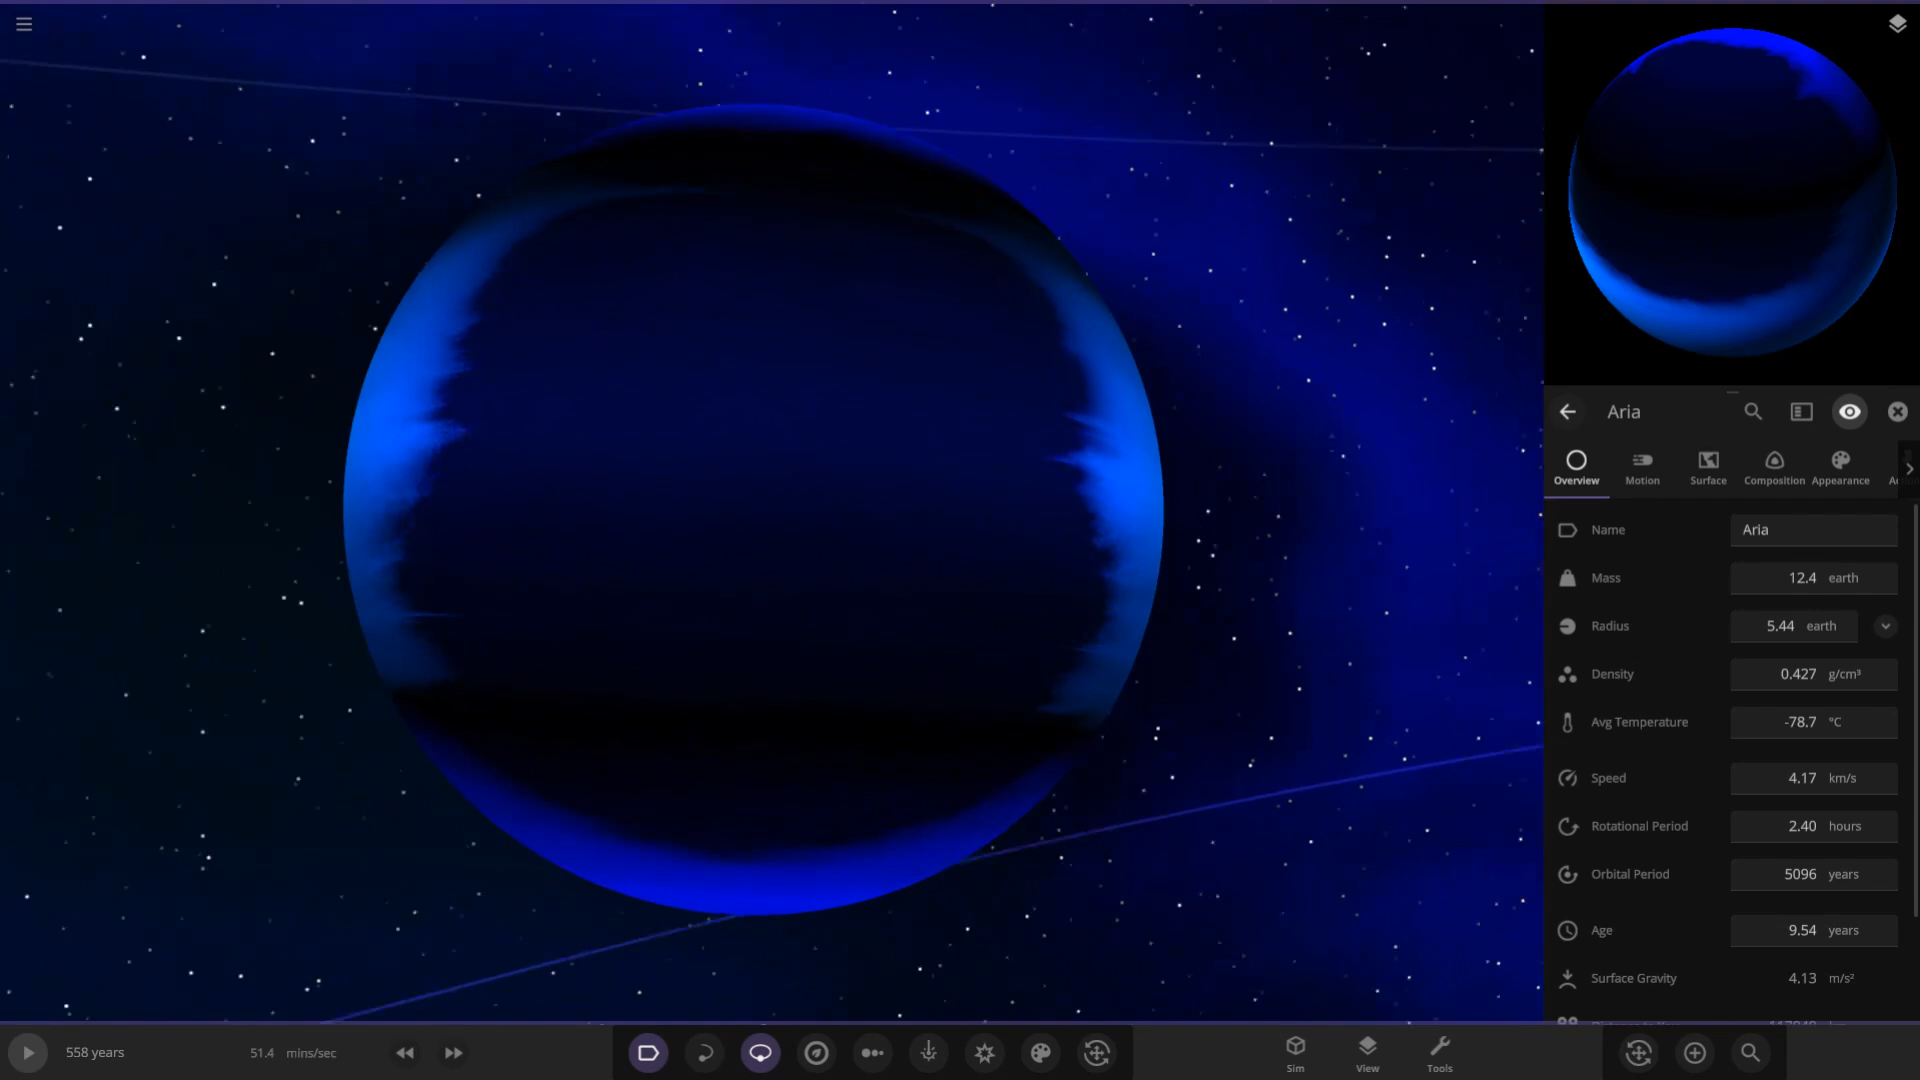 Aria
Overview
Motion
Surface
Composition
Appearance
Name Aria
Mass 12.4 earth
Radius 5.44 earth
Density 0.427 g/cm³
Avg Temperature -78.7 °C
Speed 4.17 km/s
Rotational Period 2.40 hours
Orbital Period 5096 years
Age 9.54 years
Surface Gravity 4.13 m/s²
558 years
51.4 mins/sec
Sim
View
Tools